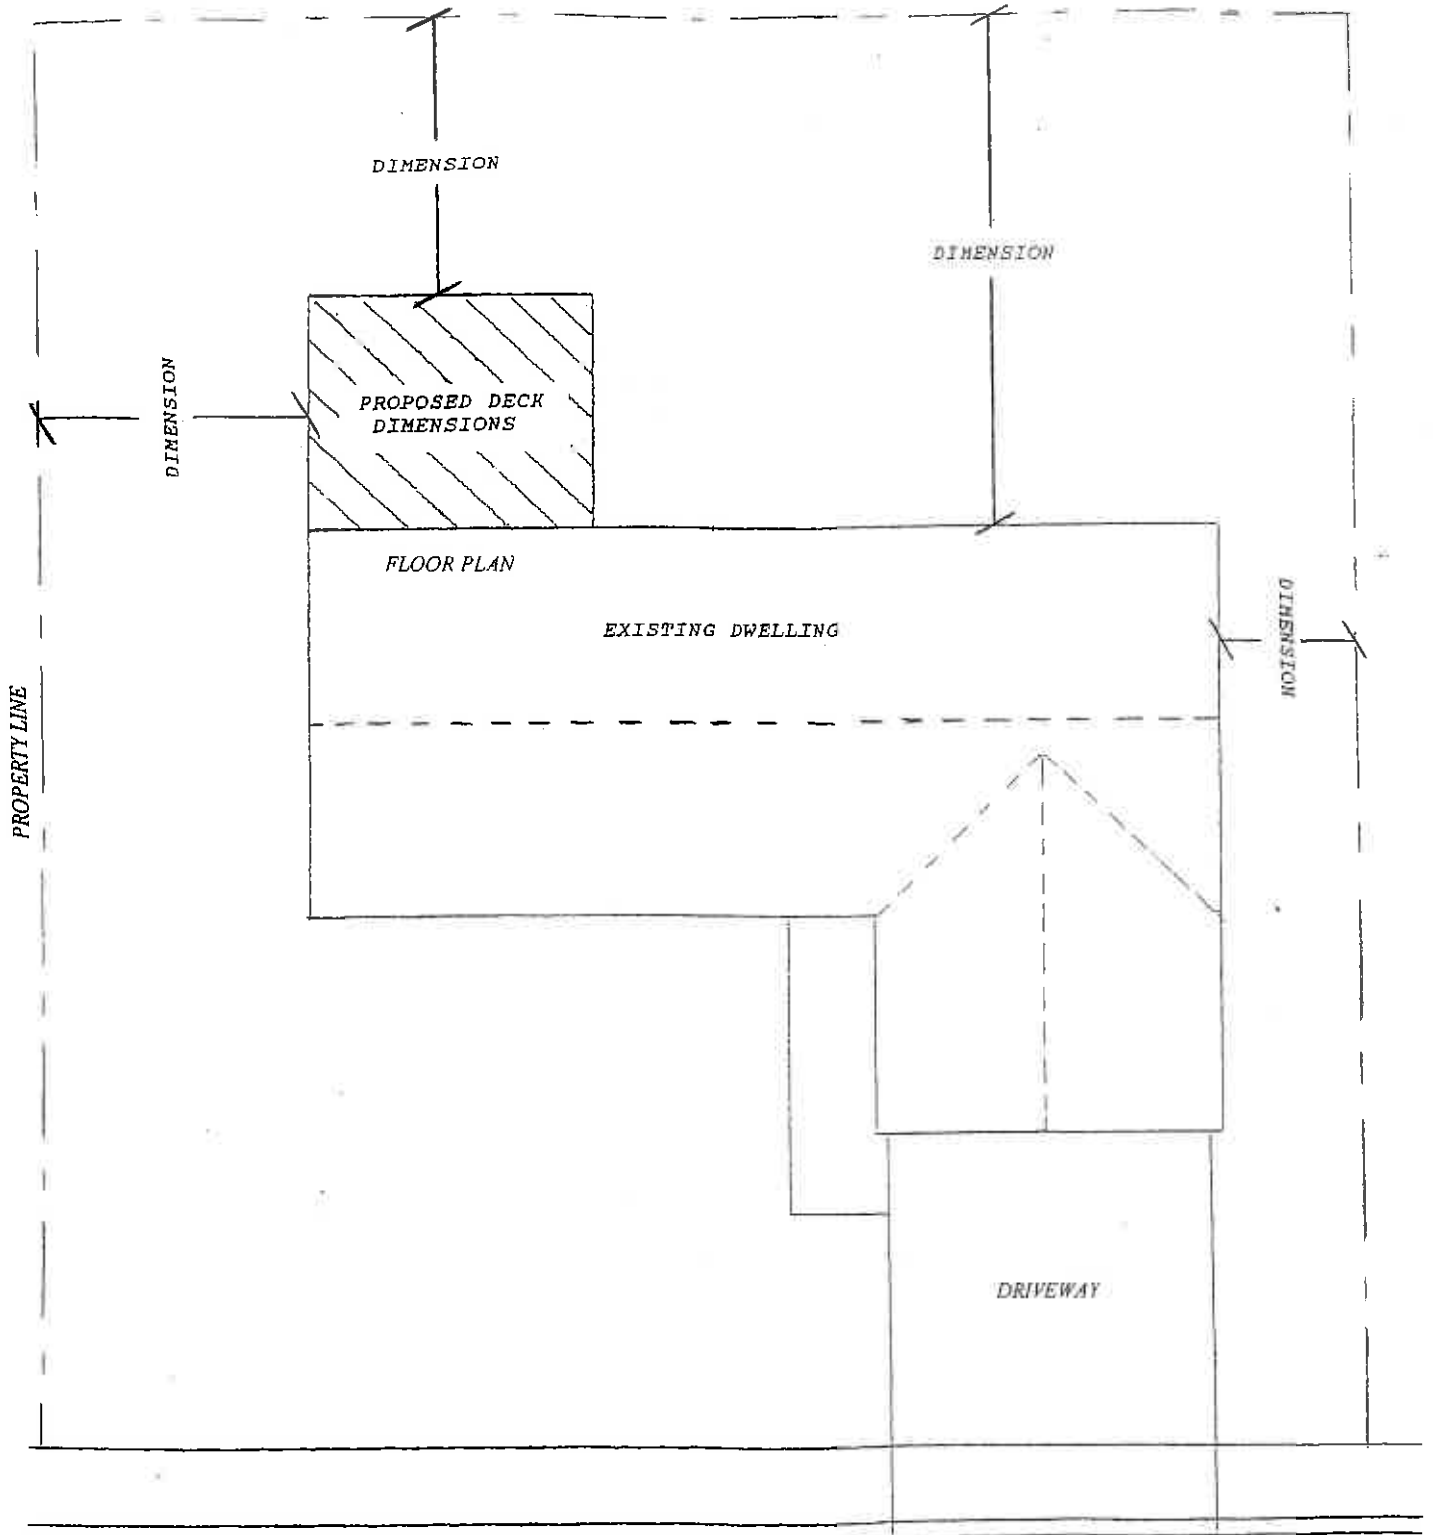 DIMENSION
DIMENSION
DIMENSION
PROPOSED DECK
DIMENSIONS
FLOOR PLAN
EXISTING DWELLING
DIMENSION
PROPERTY LINE
DRIVEWAY